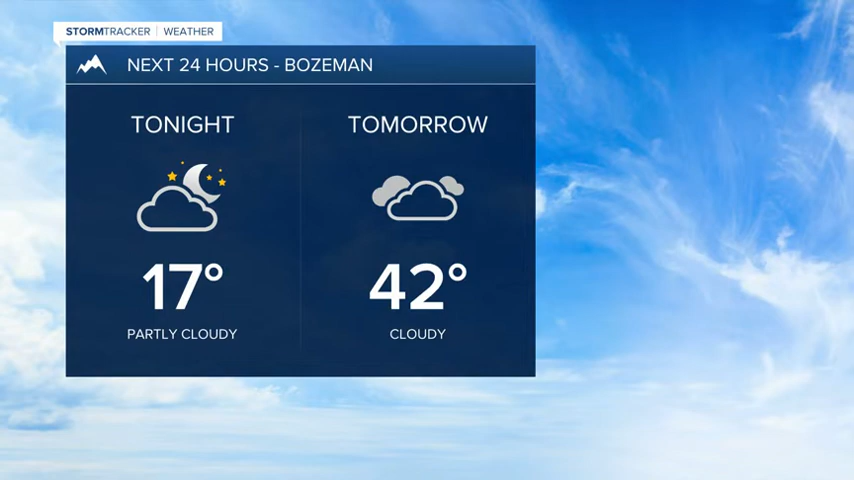 STORMTRACKER | WEATHER
NEXT 24 HOURS - BOZEMAN
TONIGHT
TOMORROW
17°
42°
PARTLY CLOUDY
CLOUDY